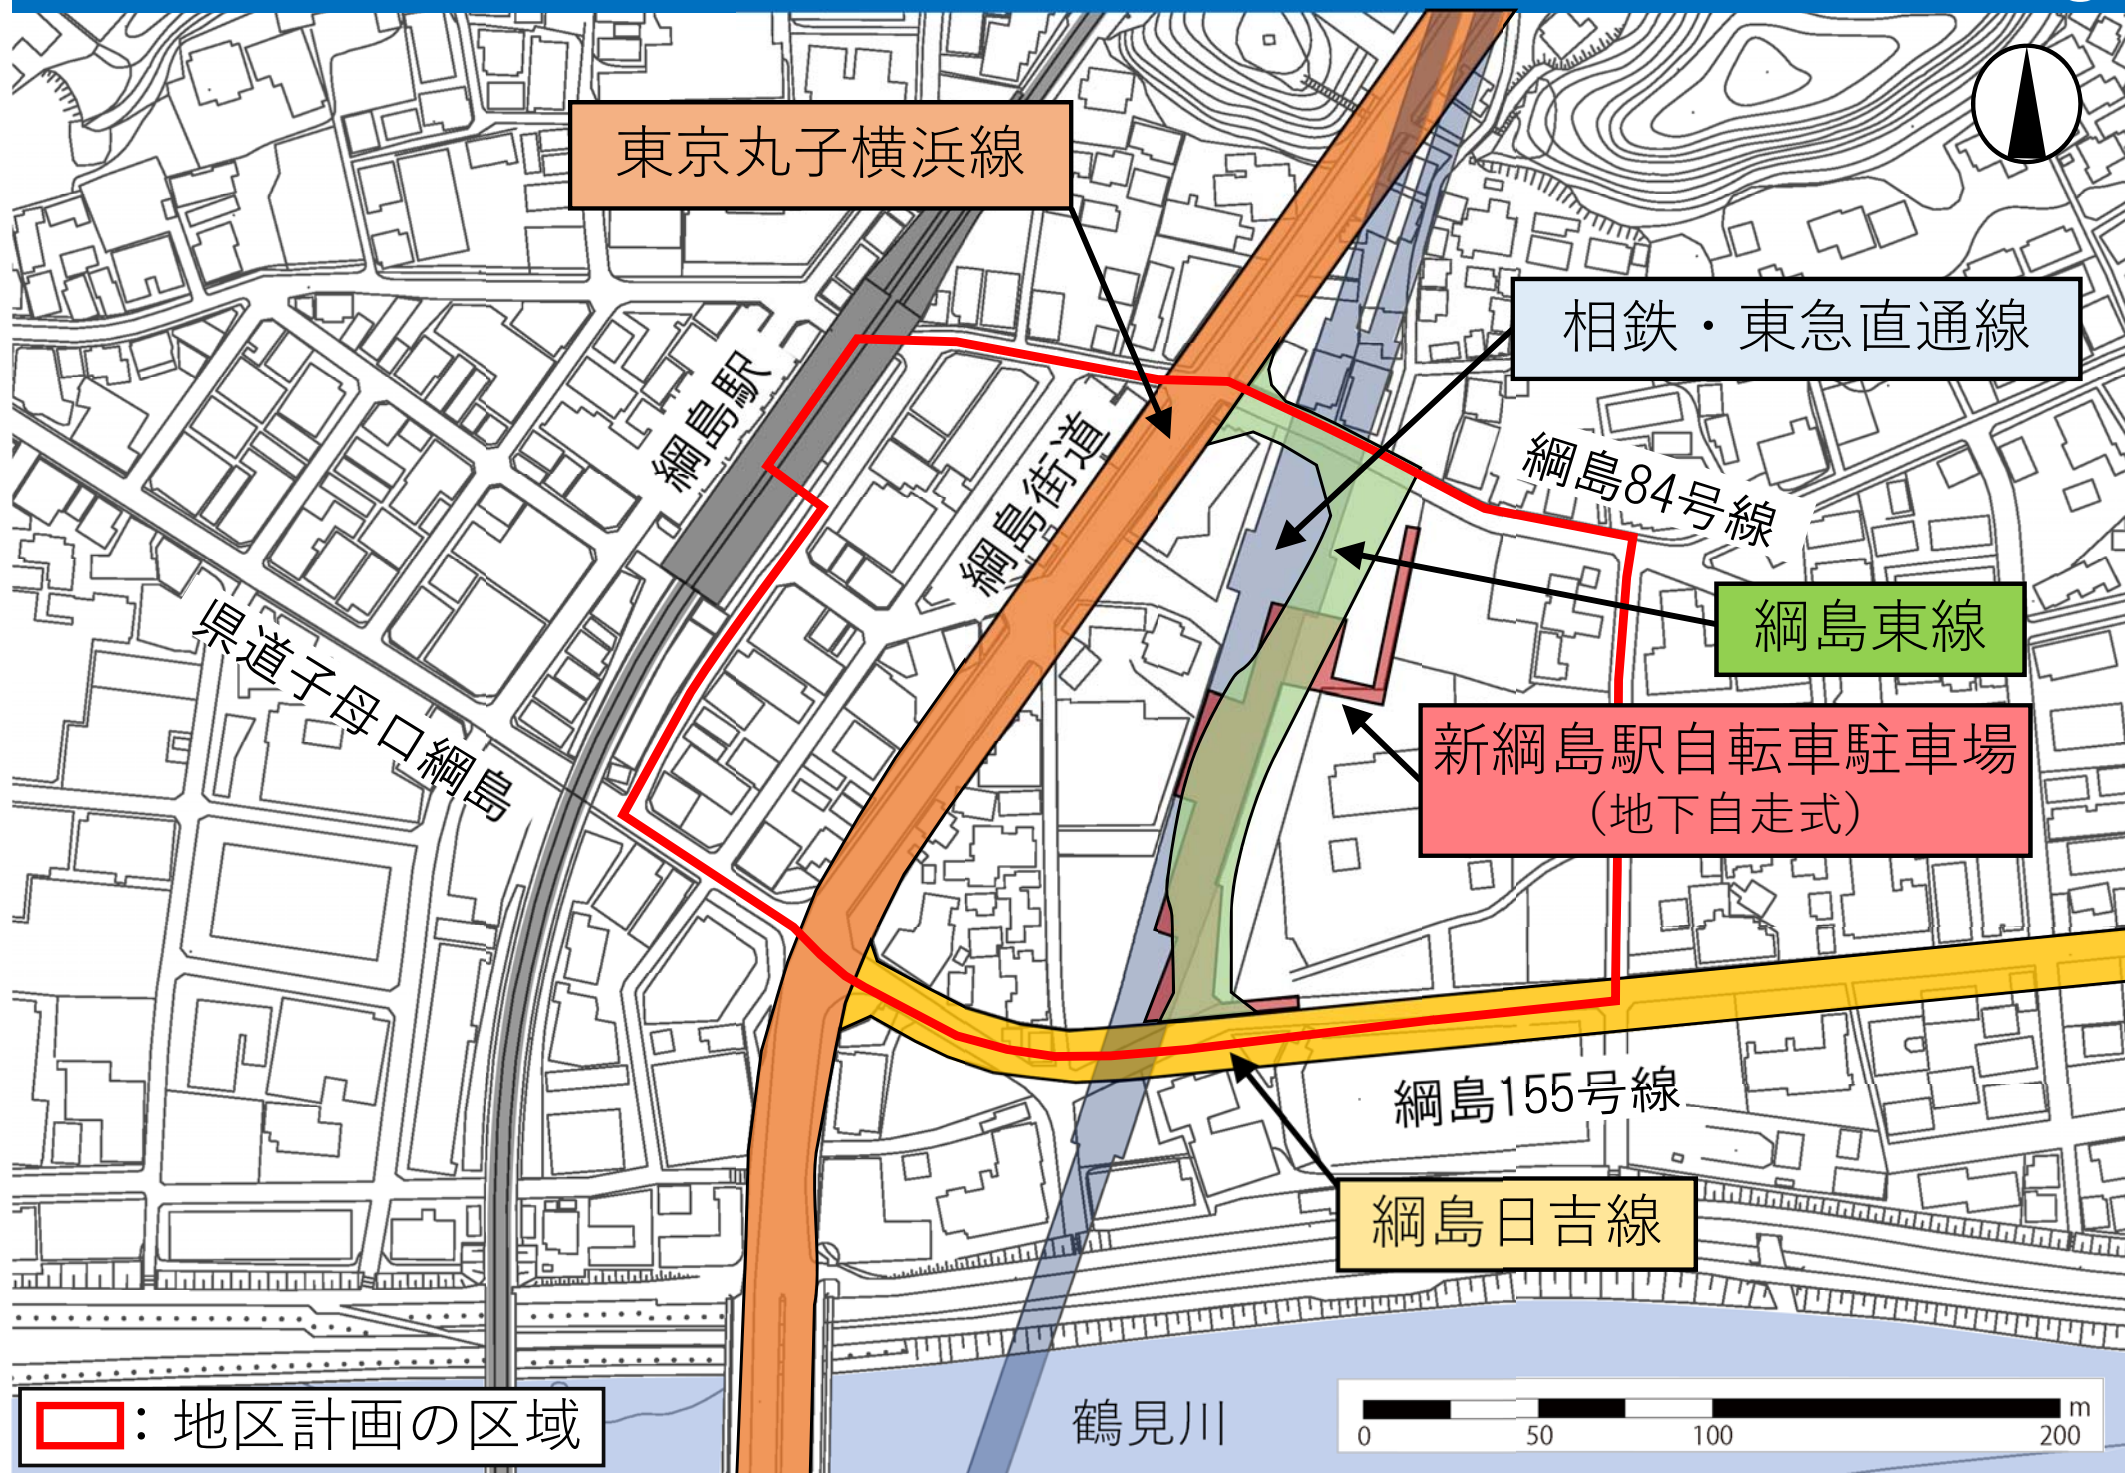 東京丸子横浜線
相鉄・東急直通線
綱島駅
綱島街道
綱島84号線
綱島東線
県道子母口綱島
新綱島駅自転車駐車場
（地下自走式）
綱島155号線
綱島日吉線
鶴見川
：地区計画の区域
0 50 100 200 m